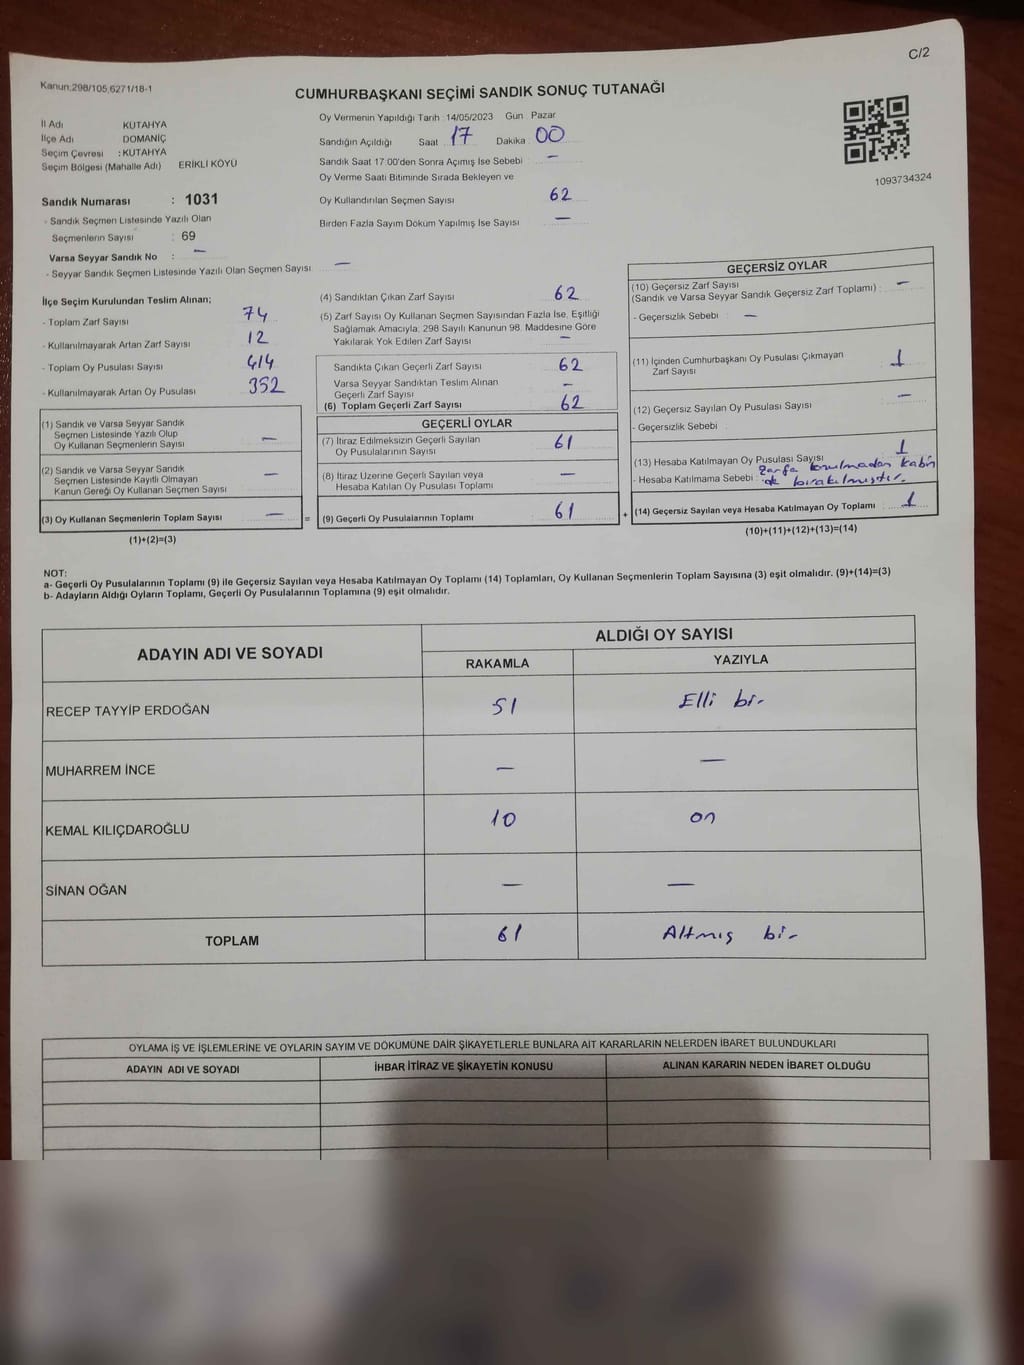 C/2
Kanun:298/105,6271/18-1
CUMHURBAŞKANI SEÇİMİ SANDIK SONUÇ TUTANAĞI
İl Adı KUTAHYA
İlçe Adı DOMANİÇ
Seçim Çevresi : KUTAHYA
Seçim Bölgesi (Mahalle Adı) ERİKLİ KÖYÜ
Sandık Numarası : 1031
- Sandık Seçmen Listesinde Yazılı Olan
Seçmenlerin Sayısı : 69
Varsa Seyyar Sandık No : —
- Seyyar Sandık Seçmen Listesinde Yazılı Olan Seçmen Sayısı —
Oy Vermenin Yapıldığı Tarih : 14/05/2023 Gün Pazar
Sandığın Açıldığı Saat 17 Dakika 00
Sandık Saat 17:00'den Sonra Açımış İse Sebebi —
Oy Verme Saati Bitiminde Sırada Bekleyen ve
Oy Kullandırılan Seçmen Sayısı 62
Birden Fazla Sayım Döküm Yapılmış İse Sayısı —
1093734324
İlçe Seçim Kurulundan Teslim Alınan;
- Toplam Zarf Sayısı 74
- Kullanılmayarak Artan Zarf Sayısı 12
- Toplam Oy Pusulası Sayısı 414
- Kullanılmayarak Artan Oy Pusulası 352
(1) Sandık ve Varsa Seyyar Sandık
Seçmen Listesinde Yazılı Olup
Oy Kullanan Seçmenlerin Sayısı —
(2) Sandık ve Varsa Seyyar Sandık
Seçmen Listesinde Kayıtlı Olmayan
Kanun Gereği Oy Kullanan Seçmen Sayısı —
(3) Oy Kullanan Seçmenlerin Toplam Sayısı — =
(1)+(2)=(3)
(4) Sandıktan Çıkan Zarf Sayısı 62
(5) Zarf Sayısı Oy Kullanan Seçmen Sayısından Fazla İse, Eşitliği
Sağlamak Amacıyla; 298 Sayılı Kanunun 98. Maddesine Göre
Yakılarak Yok Edilen Zarf Sayısı —
Sandıkta Çıkan Geçerli Zarf Sayısı 62
Varsa Seyyar Sandıktan Teslim Alınan
Geçerli Zarf Sayısı —
(6) Toplam Geçerli Zarf Sayısı 62
GEÇERLİ OYLAR
(7) İtiraz Edilmeksizin Geçerli Sayılan
Oy Pusulalarının Sayısı 61
(8) İtiraz Üzerine Geçerli Sayılan veya
Hesaba Katılan Oy Pusulası Toplamı —
(9) Geçerli Oy Pusulalarının Toplamı 61 +
GEÇERSİZ OYLAR
(10) Geçersiz Zarf Sayısı
(Sandık ve Varsa Seyyar Sandık Geçersiz Zarf Toplamı) : —
- Geçersizlik Sebebi : —
(11) İçinden Cumhurbaşkanı Oy Pusulası Çıkmayan
Zarf Sayısı 1
(12) Geçersiz Sayılan Oy Pusulası Sayısı —
- Geçersizlik Sebebi :
(13) Hesaba Katılmayan Oy Pusulası Sayısı 1
- Hesaba Katılmama Sebebi : Zarfa konulmadan kabin
de bırakılmıştır.
(14) Geçersiz Sayılan veya Hesaba Katılmayan Oy Toplamı : 1
(10)+(11)+(12)+(13)=(14)
NOT:
a- Geçerli Oy Pusulalarının Toplamı (9) ile Geçersiz Sayılan veya Hesaba Katılmayan Oy Toplamı (14) Toplamları, Oy Kullanan Seçmenlerin Toplam Sayısına (3) eşit olmalıdır. (9)+(14)=(3)
b- Adayların Aldığı Oyların Toplamı, Geçerli Oy Pusulalarının Toplamına (9) eşit olmalıdır.
ADAYIN ADI VE SOYADI ALDIĞI OY SAYISI
RAKAMLA YAZIYLA
RECEP TAYYİP ERDOĞAN 51 Elli bir
MUHARREM İNCE — —
KEMAL KILIÇDAROĞLU 10 on
SİNAN OĞAN — —
TOPLAM 61 Altmış bir
OYLAMA İŞ VE İŞLEMLERİNE VE OYLARIN SAYIM VE DÖKÜMÜNE DAİR ŞİKAYETLERLE BUNLARA AİT KARARLARIN NELERDEN İBARET BULUNDUKLARI
ADAYIN ADI VE SOYADI İHBAR İTİRAZ VE ŞİKAYETİN KONUSU ALINAN KARARIN NEDEN İBARET OLDUĞU